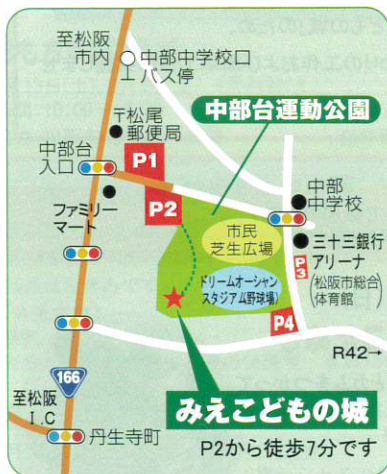 至松阪
市内
中部中学校口
バス停
〒松尾
郵便局
中部台運動公園
中部台
入口
P1
P2
ファミリー
マート
中部
中学校
市民
芝生広場
三十三銀行
アリーナ
(松阪市総合
体育館)
P3
ドリームオーシャン
スタジアム(野球場)
P4
R42→
166
みえこどもの城
至松阪
I.C
丹生寺町
P2から徒歩7分です